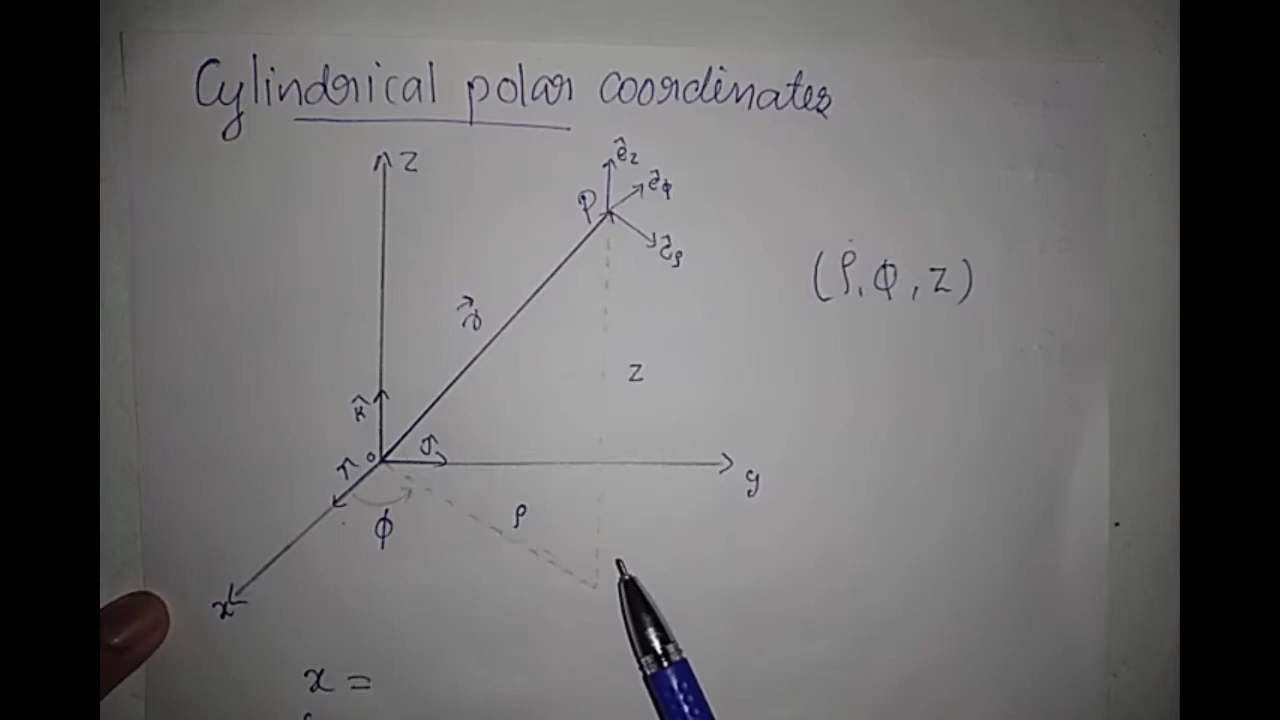 Cylindrical polar coordinates
z
P
ê_z
ê_φ
ê_ρ
(ρ, φ, z)
r⃗
z
k̂
î
o
ĵ
y
ρ
φ
x
x =